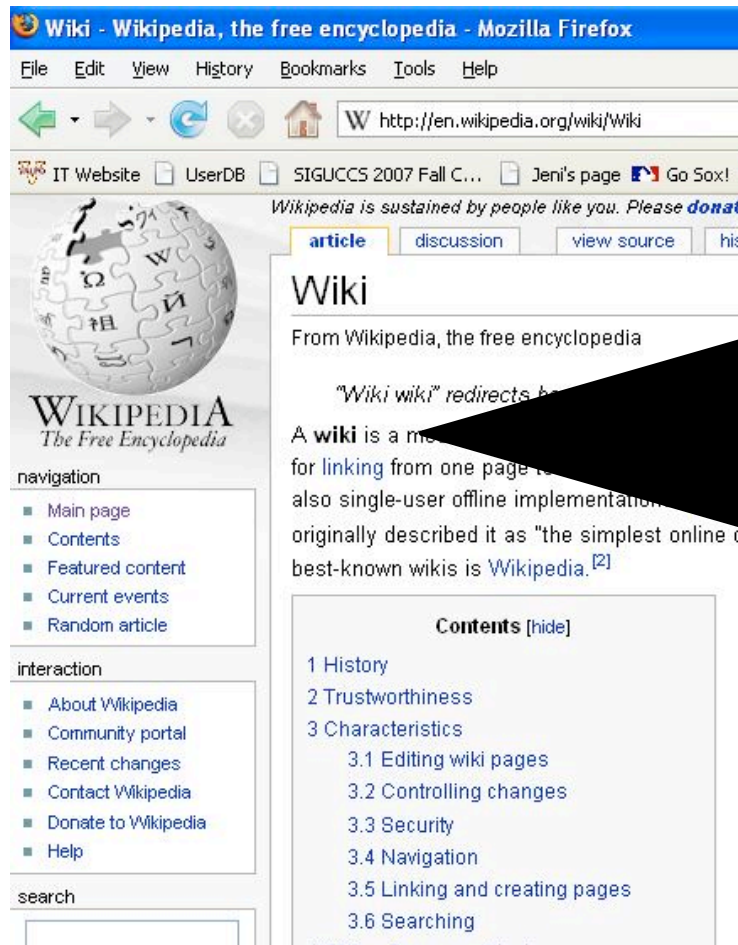 Wiki - Wikipedia, the free encyclopedia - Mozilla Firefox
File Edit View History Bookmarks Tools Help
W http://en.wikipedia.org/wiki/Wiki
IT Website UserDB SIGUCCS 2007 Fall C... Jeni's page Go Sox!
Wikipedia is sustained by people like you. Please donat
article discussion view source his
Wiki
From Wikipedia, the free encyclopedia
"Wiki wiki" redirects
A wiki is a
for linking from one page
also single-user offline
originally described it as "the simplest online
best-known wikis is Wikipedia.[2]
WIKIPEDIA
The Free Encyclopedia
navigation
Main page
Contents
Featured content
Current events
Random article
interaction
About Wikipedia
Community portal
Recent changes
Contact Wikipedia
Donate to Wikipedia
Help
search
Contents [hide]
1 History
2 Trustworthiness
3 Characteristics
3.1 Editing wiki pages
3.2 Controlling changes
3.3 Security
3.4 Navigation
3.5 Linking and creating pages
3.6 Searching